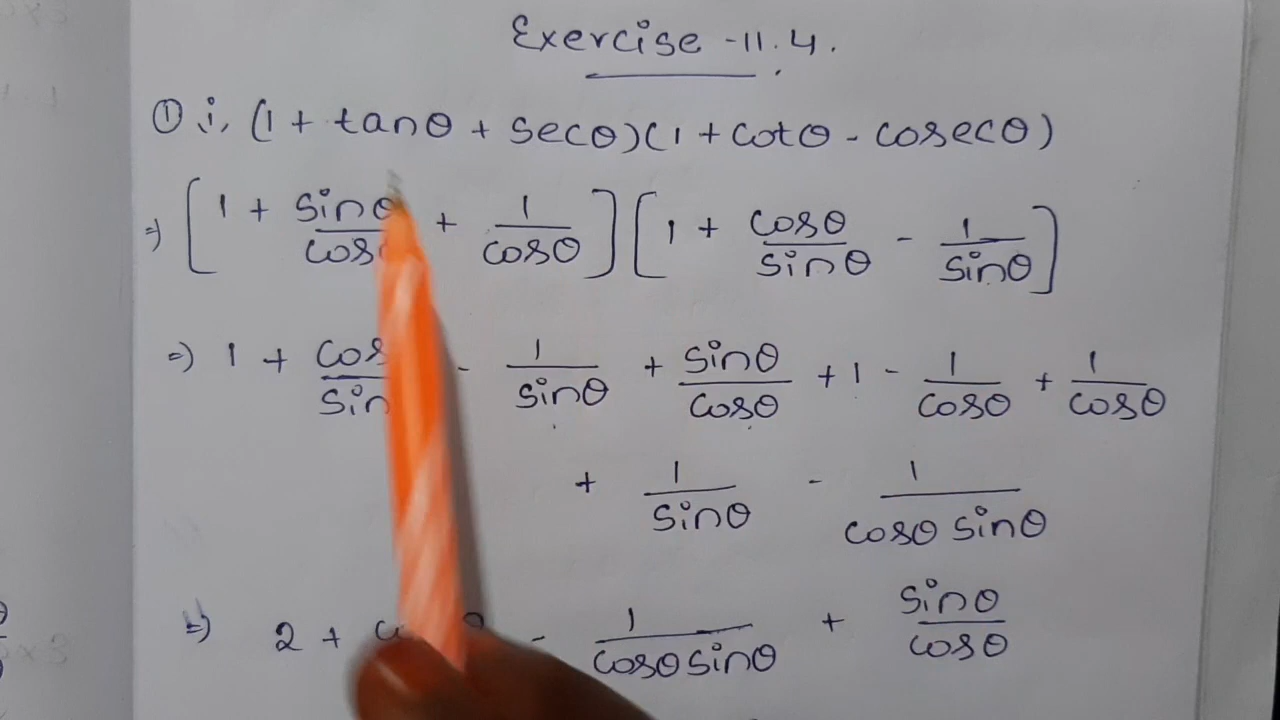 Exercise -11.4.
① i, (1 + tanθ + secθ)(1 + cotθ - cosecθ)
⇒ [1 + sinθ/cosθ + 1/cosθ] [1 + cosθ/sinθ - 1/sinθ]
⇒ 1 + cos/sin - 1/sinθ + sinθ/cosθ + 1 - 1/cosθ + 1/cosθ
+ 1/sinθ - 1/cosθ sinθ
⇒ 2 + - 1/cosθ sinθ + sinθ/cosθ